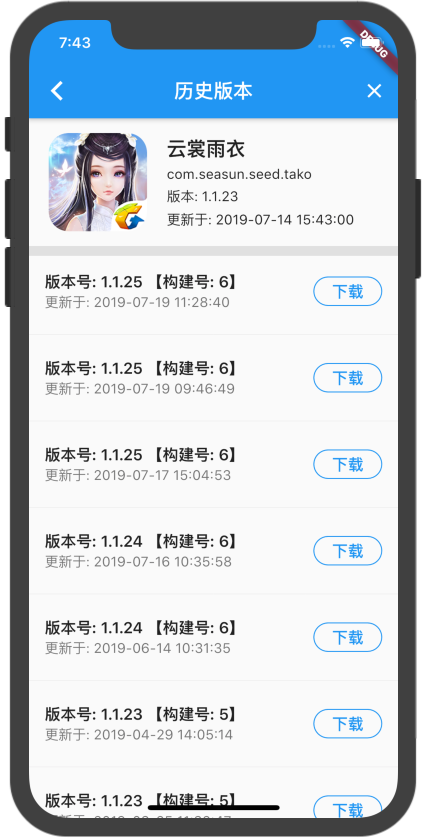 7:43
DEBUG
历史版本
云裳雨衣
com.seasun.seed.tako
版本: 1.1.23
更新于: 2019-07-14 15:43:00
版本号: 1.1.25 【构建号: 6】
更新于: 2019-07-19 11:28:40
下载
版本号: 1.1.25 【构建号: 6】
更新于: 2019-07-19 09:46:49
下载
版本号: 1.1.25 【构建号: 6】
更新于: 2019-07-17 15:04:53
下载
版本号: 1.1.24 【构建号: 6】
更新于: 2019-07-16 10:35:58
下载
版本号: 1.1.24 【构建号: 6】
更新于: 2019-06-14 10:31:35
下载
版本号: 1.1.23 【构建号: 5】
更新于: 2019-04-29 14:05:14
下载
版本号: 1.1.23 【构建号: 5】
下载